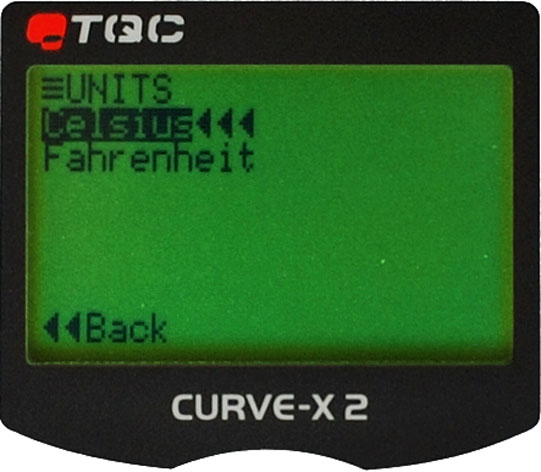 TQC
≡UNITS
Celsius◀◀◀
Fahrenheit
◀◀Back
CURVE-X 2